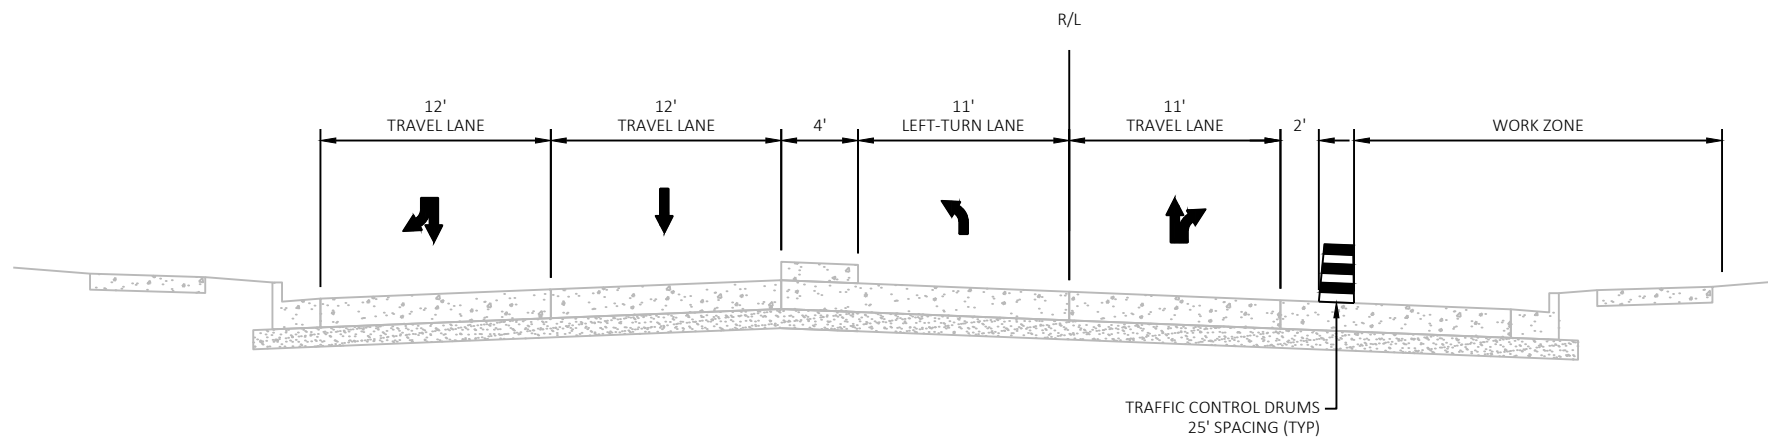 R/L
12'
TRAVEL LANE
12'
TRAVEL LANE
4'
11'
LEFT-TURN LANE
11'
TRAVEL LANE
2'
WORK ZONE
TRAFFIC CONTROL DRUMS
25' SPACING (TYP)